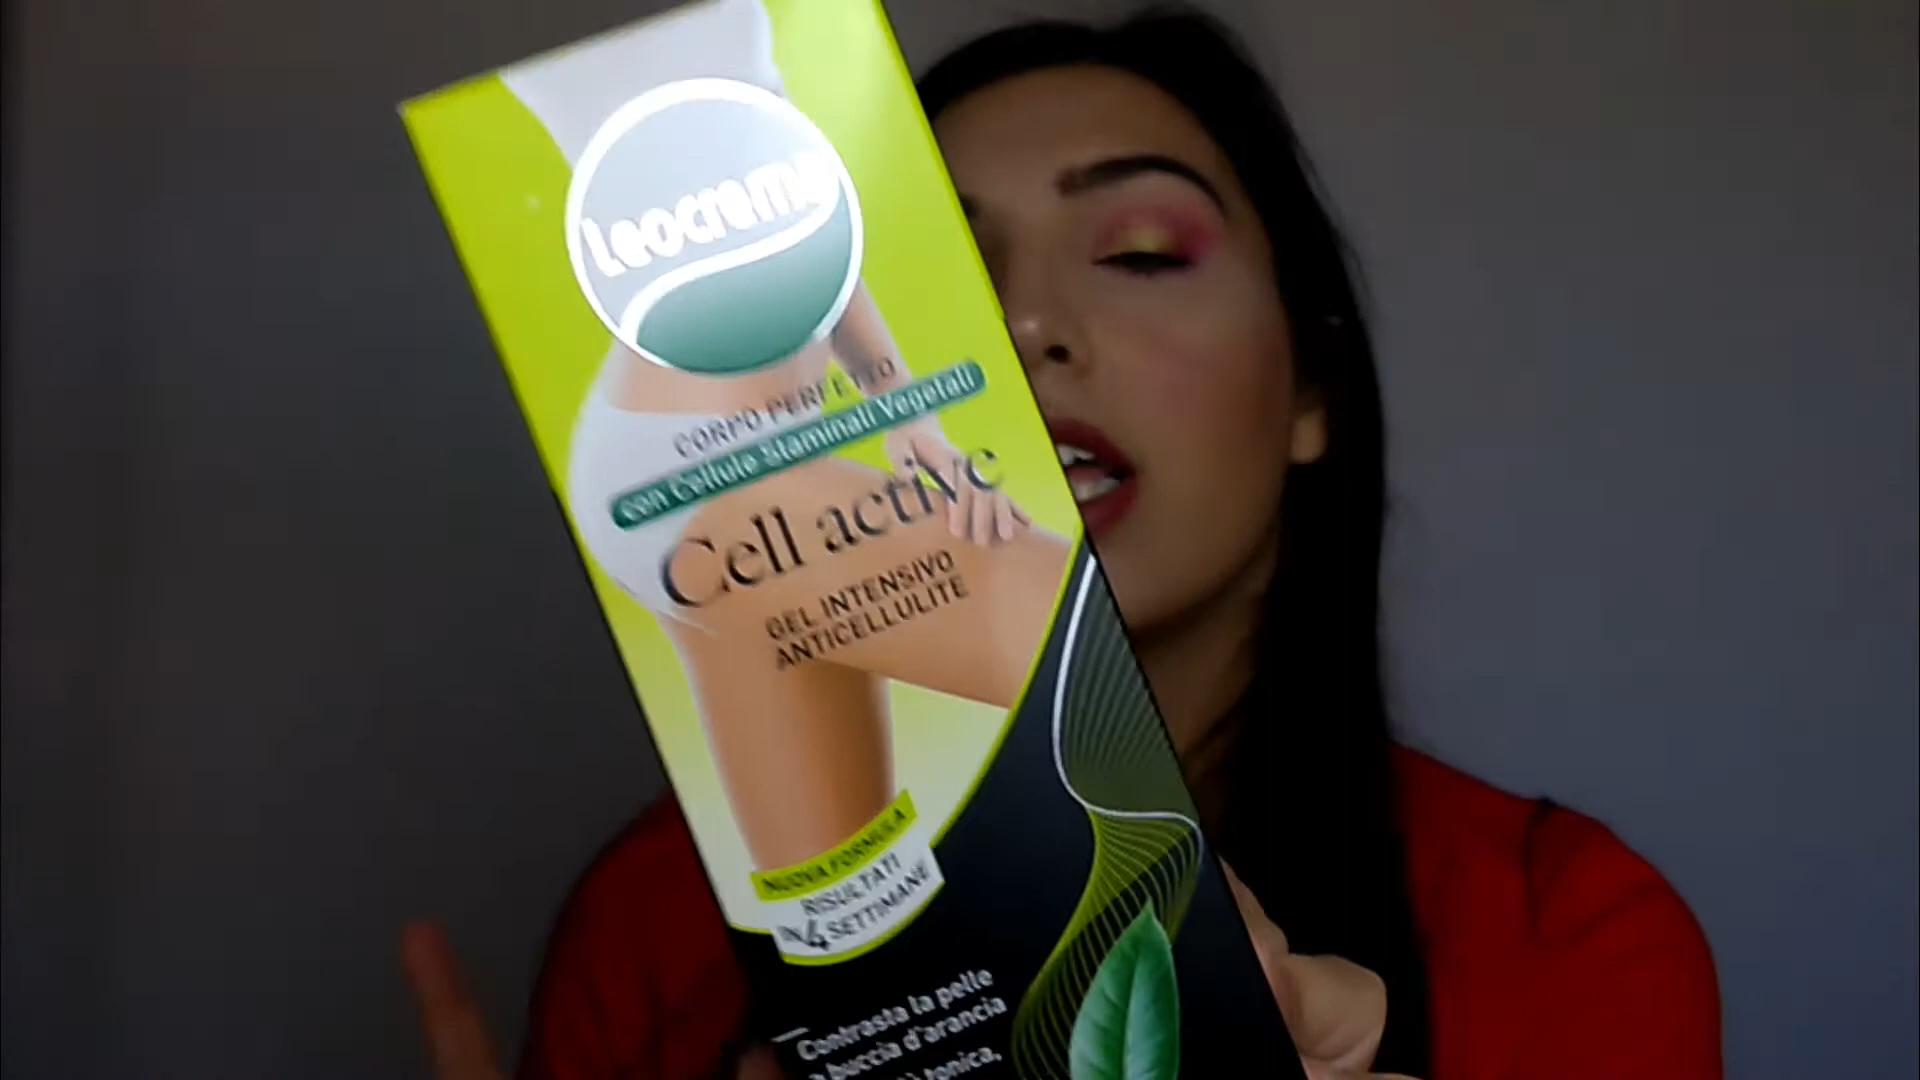 Leocrema
CORPO PERFETTO
con Cellule Staminali Vegetali
Cell active
GEL INTENSIVO
ANTICELLULITE
NUOVA FORMULA
RISULTATI
IN 4 SETTIMANE
Contrasta la pelle
a buccia d'arancia
tonica,